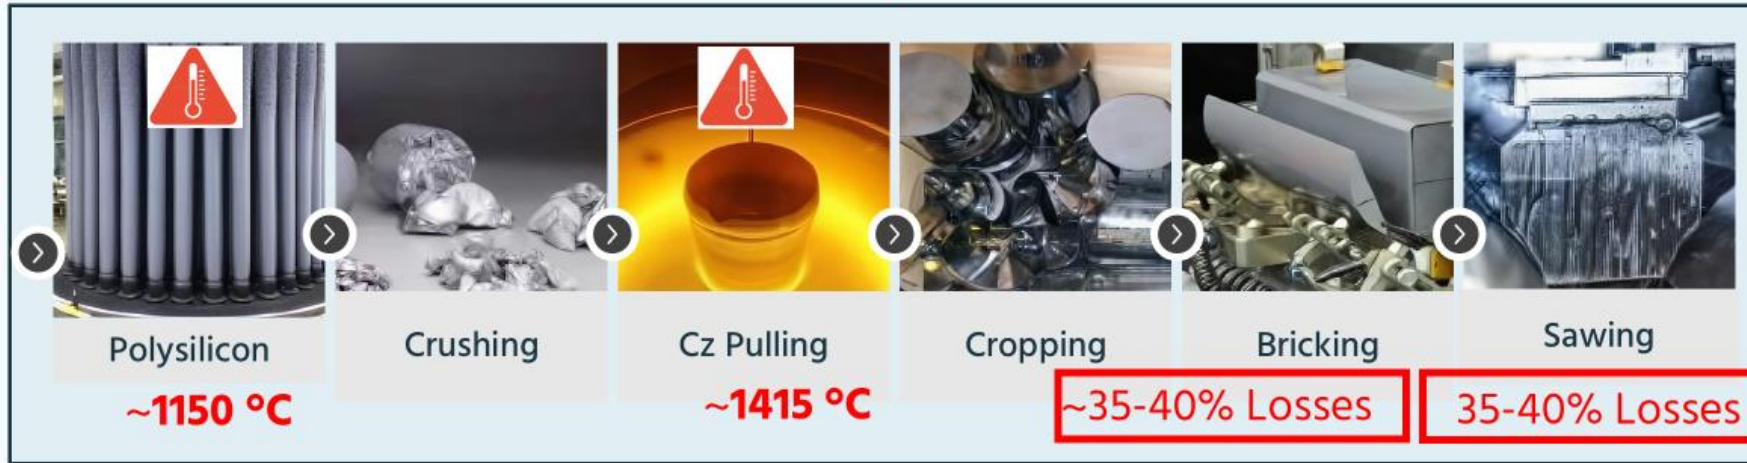 Polysilicon
Crushing
Cz Pulling
Cropping
Bricking
Sawing
~1150 °C
~1415 °C
~35-40% Losses
35-40% Losses